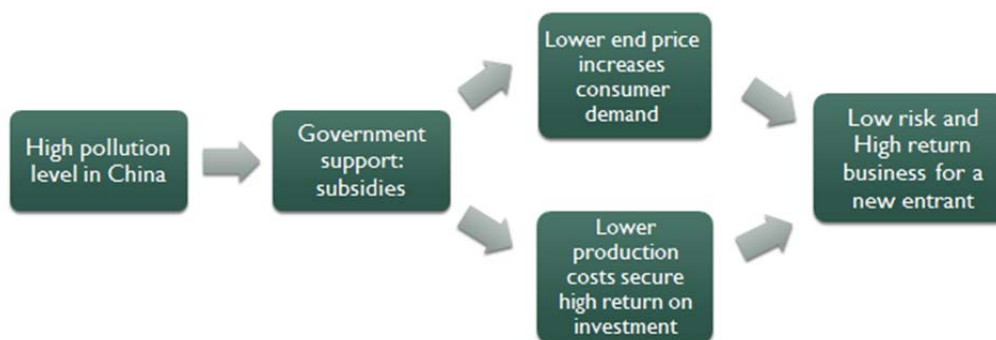 High pollution
level in China
Government
support:
subsidies
Lower end price
increases
consumer
demand
Lower
production
costs secure
high return on
investment
Low risk and
High return
business for a
new entrant